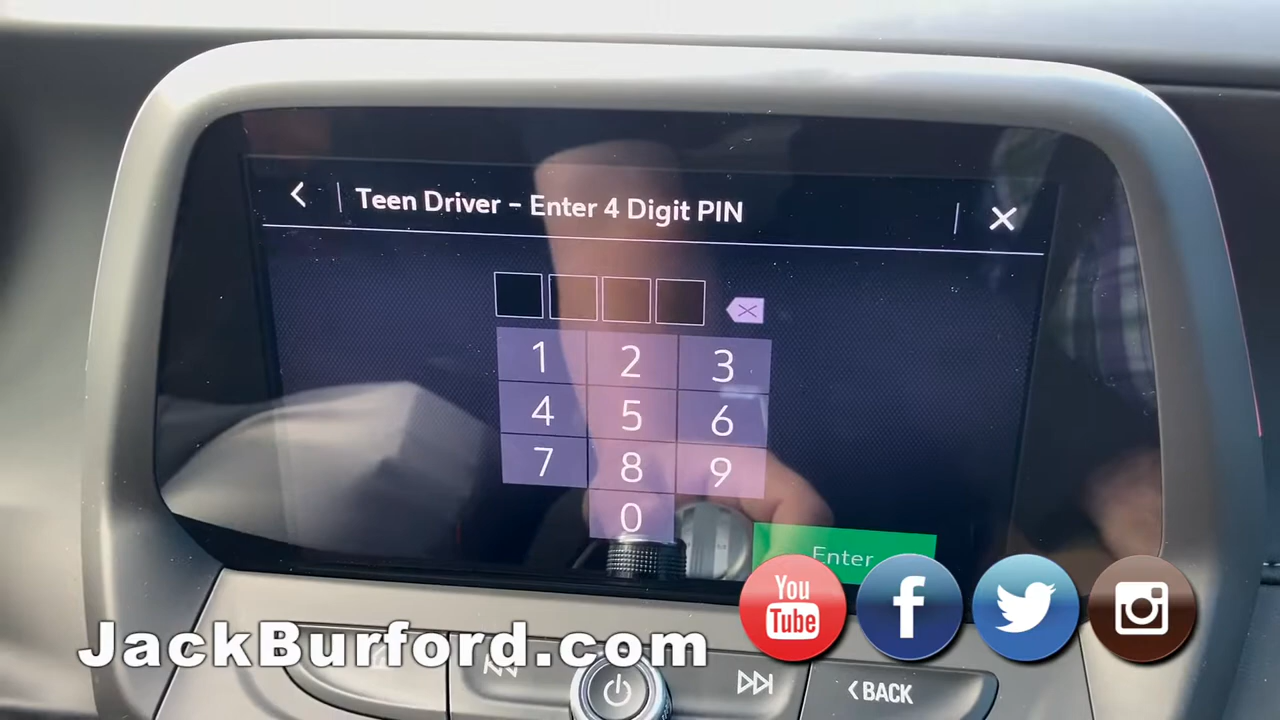 Teen Driver – Enter 4 Digit PIN
1 2 3
4 5 6
7 8 9
0
Enter
You
Tube
JackBurford.com
BACK